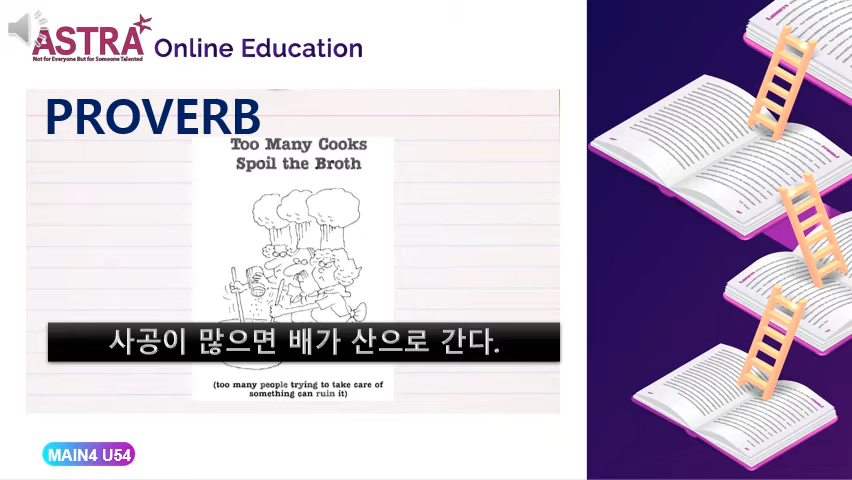 ASTRA
Not for Everyone But for Someone Talented
Online Education
PROVERB
Too Many Cooks
Spoil the Broth
사공이 많으면 배가 산으로 간다.
(too many people trying to take care of
something can ruin it)
MAIN4 U54